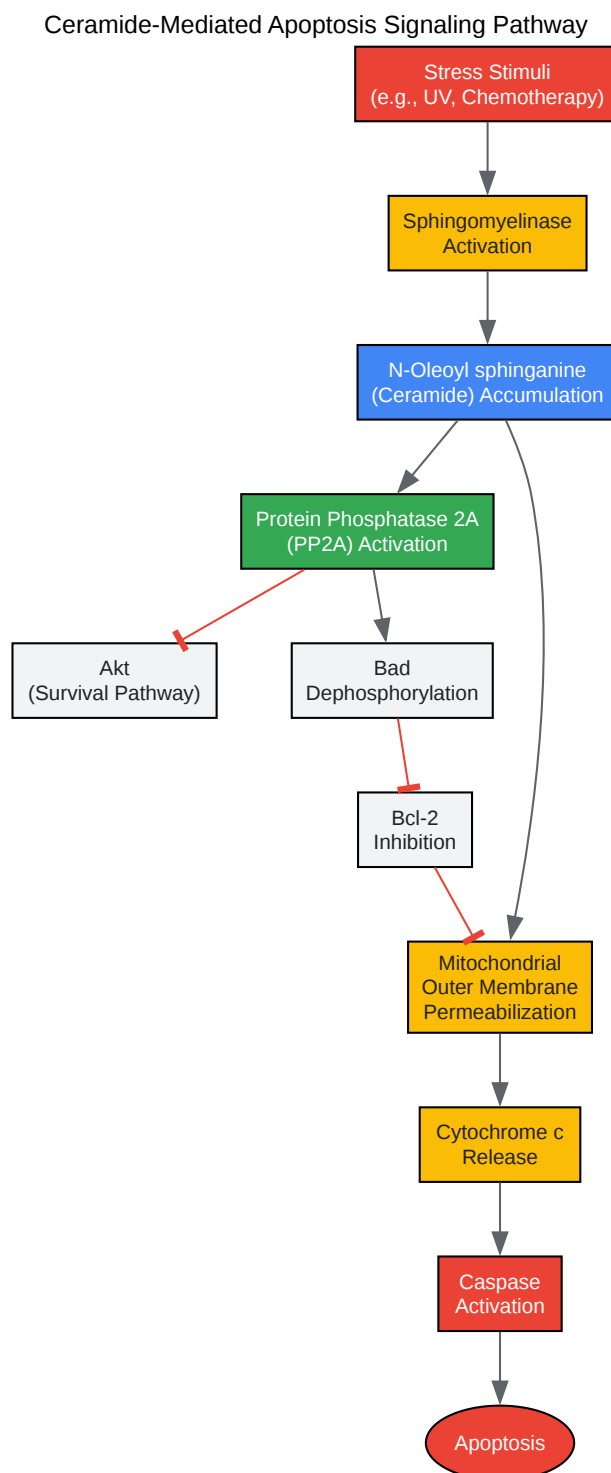 Ceramide-Mediated Apoptosis Signaling Pathway
Stress Stimuli
(e.g., UV, Chemotherapy)
Sphingomyelinase
Activation
N-Oleoyl sphinganine
(Ceramide) Accumulation
Protein Phosphatase 2A
(PP2A) Activation
Akt
(Survival Pathway)
Bad
Dephosphorylation
Bcl-2
Inhibition
Mitochondrial
Outer Membrane
Permeabilization
Cytochrome c
Release
Caspase
Activation
Apoptosis